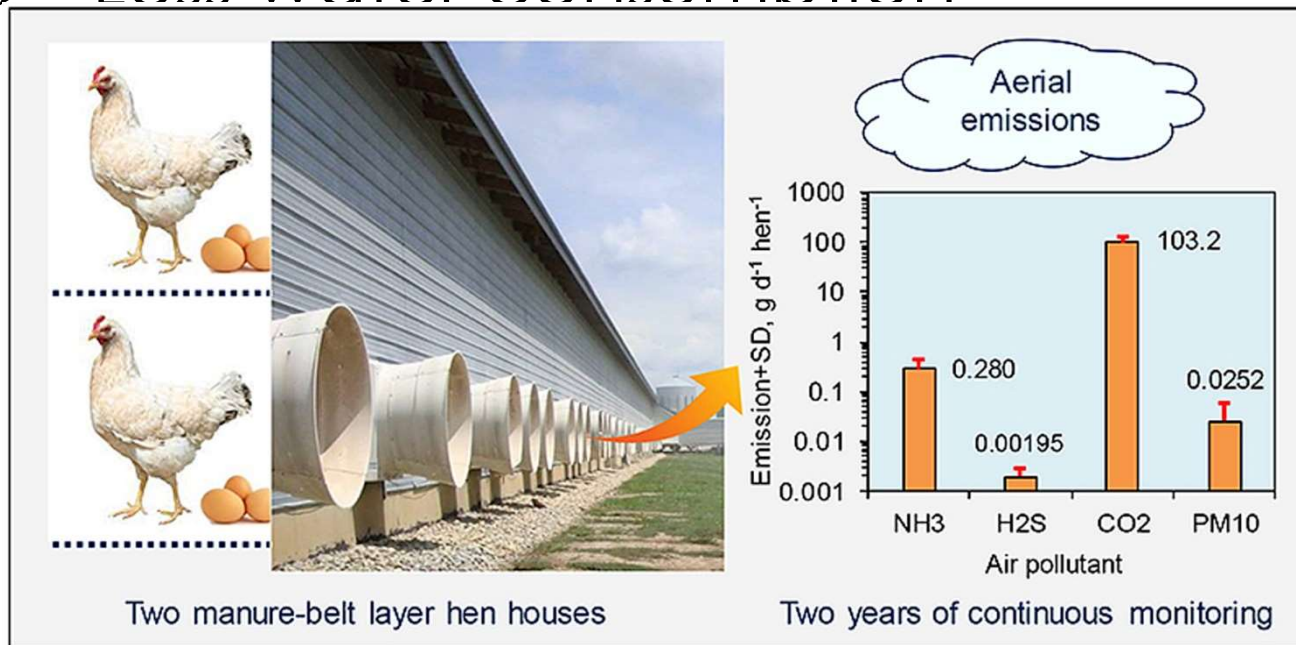 Aerial
emissions
Emission+SD, g d⁻¹ hen⁻¹
1000
100
10
1
0.1
0.01
0.001
0.280
0.00195
103.2
0.0252
NH3 H2S CO2 PM10
Air pollutant
Two manure-belt layer hen houses
Two years of continuous monitoring